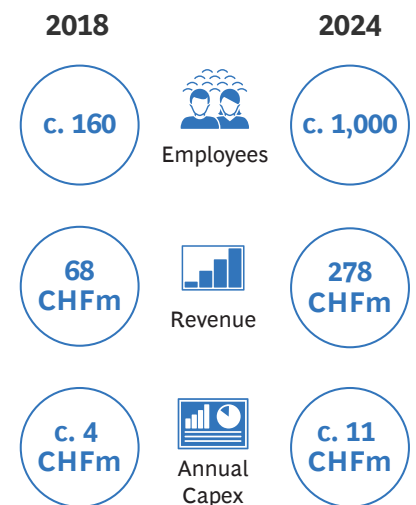 2018
2024
c. 160
Employees
c. 1,000
68
CHFm
Revenue
278
CHFm
c. 4
CHFm
Annual
Capex
c. 11
CHFm